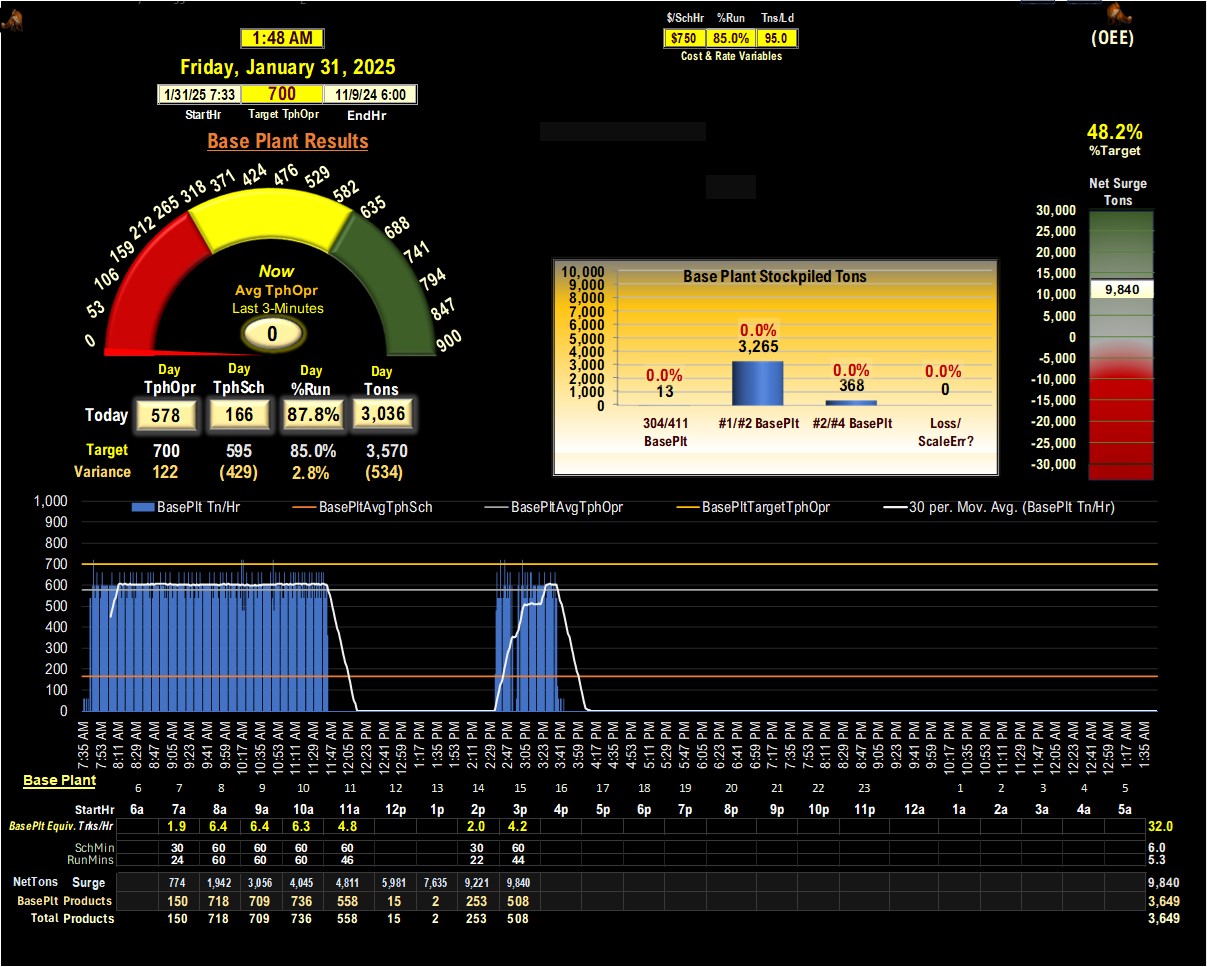 $/SchHr %Run Tns/Ld
1:48 AM
$750 85.0% 95.0
(OEE)
Cost & Rate Variables
Friday, January 31, 2025
1/31/25 7:33 700 11/9/24 6:00
StartHr Target TphOpr EndHr
48.2%
%Target
Base Plant Results
Net Surge
Tons
0 53 106 159 212 265 318 371 424 476 529 582 635 688 741 794 847 900
Now
Avg TphOpr
Last 3-Minutes
0
30,000
25,000
20,000
15,000
10,000
5,000
0
-5,000
-10,000
-15,000
-20,000
-25,000
-30,000
9,840
Base Plant Stockpiled Tons
10,000
9,000
8,000
7,000
6,000
5,000
4,000
3,000
2,000
1,000
0
0.0% 0.0% 0.0% 0.0%
13 3,265 368 0
304/411 BasePlt
#1/#2 BasePlt
#2/#4 BasePlt
Loss/ ScaleErr?
Day Day Day Day
TphOpr TphSch %Run Tons
Today 578 166 87.8% 3,036
Target 700 595 85.0% 3,570
Variance 122 (429) 2.8% (534)
BasePlt Tn/Hr BasePltAvgTphSch BasePltAvgTphOpr BasePltTargetTphOpr 30 per. Mov. Avg. (BasePlt Tn/Hr)
1,000
900
800
700
600
500
400
300
200
100
0
7:35 AM 7:53 AM 8:11 AM 8:29 AM 8:47 AM 9:05 AM 9:23 AM 9:41 AM 9:59 AM 10:17 AM 10:35 AM 10:53 AM 11:11 AM 11:29 AM 11:47 AM 12:05 PM 12:23 PM 12:41 PM 12:59 PM 1:17 PM 1:35 PM 1:53 PM 2:11 PM 2:29 PM 2:47 PM 3:05 PM 3:23 PM 3:41 PM 3:59 PM 4:17 PM 4:35 PM 4:53 PM 5:11 PM 5:29 PM 5:47 PM 6:05 PM 6:23 PM 6:41 PM 6:59 PM 7:17 PM 7:35 PM 7:53 PM 8:11 PM 8:29 PM 8:47 PM 9:05 PM 9:23 PM 9:41 PM 9:59 PM 10:17 PM 10:35 PM 10:53 PM 11:11 PM 11:29 PM 11:47 PM 12:05 AM 12:23 AM 12:41 AM 12:59 AM 1:17 AM 1:35 AM
Base Plant
6 7 8 9 10 11 12 13 14 15 16 17 18 19 20 21 22 23 1 2 3 4 5
StartHr 6a 7a 8a 9a 10a 11a 12p 1p 2p 3p 4p 5p 6p 7p 8p 9p 10p 11p 12a 1a 2a 3a 4a 5a
BasePlt Equiv. Trks/Hr 1.9 6.4 6.4 6.3 4.8 2.0 4.2 32.0
SchMin 30 60 60 60 60 30 60 6.0
RunMins 24 60 60 60 46 22 44 5.3
NetTons Surge 774 1,942 3,056 4,045 4,811 5,981 7,635 9,221 9,840 9,840
BasePlt Products 150 718 709 736 558 15 2 253 508 3,649
Total Products 150 718 709 736 558 15 2 253 508 3,649